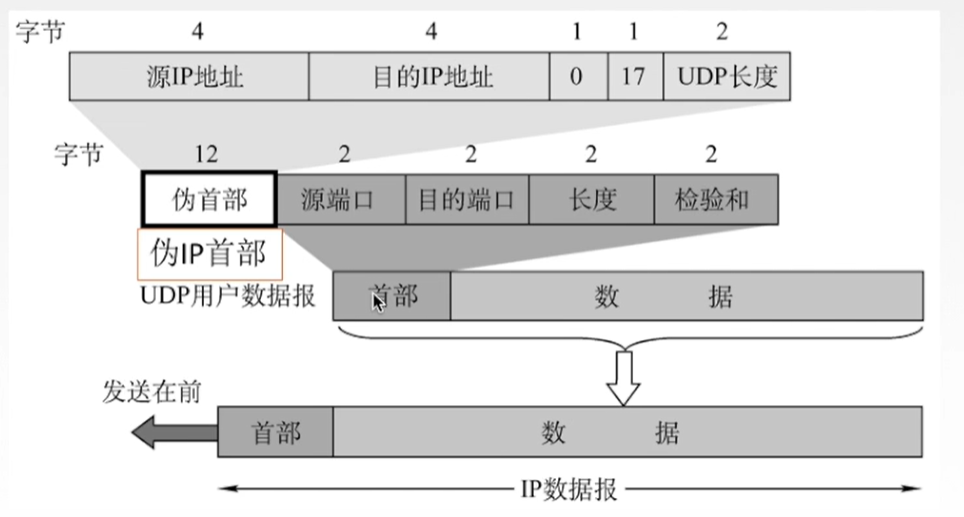 字节 4 4 1 1 2
源IP地址 目的IP地址 0 17 UDP长度
字节 12 2 2 2 2
伪首部 源端口 目的端口 长度 检验和
伪IP首部
UDP用户数据报 首部 数 据
发送在前
首部 数 据
IP数据报